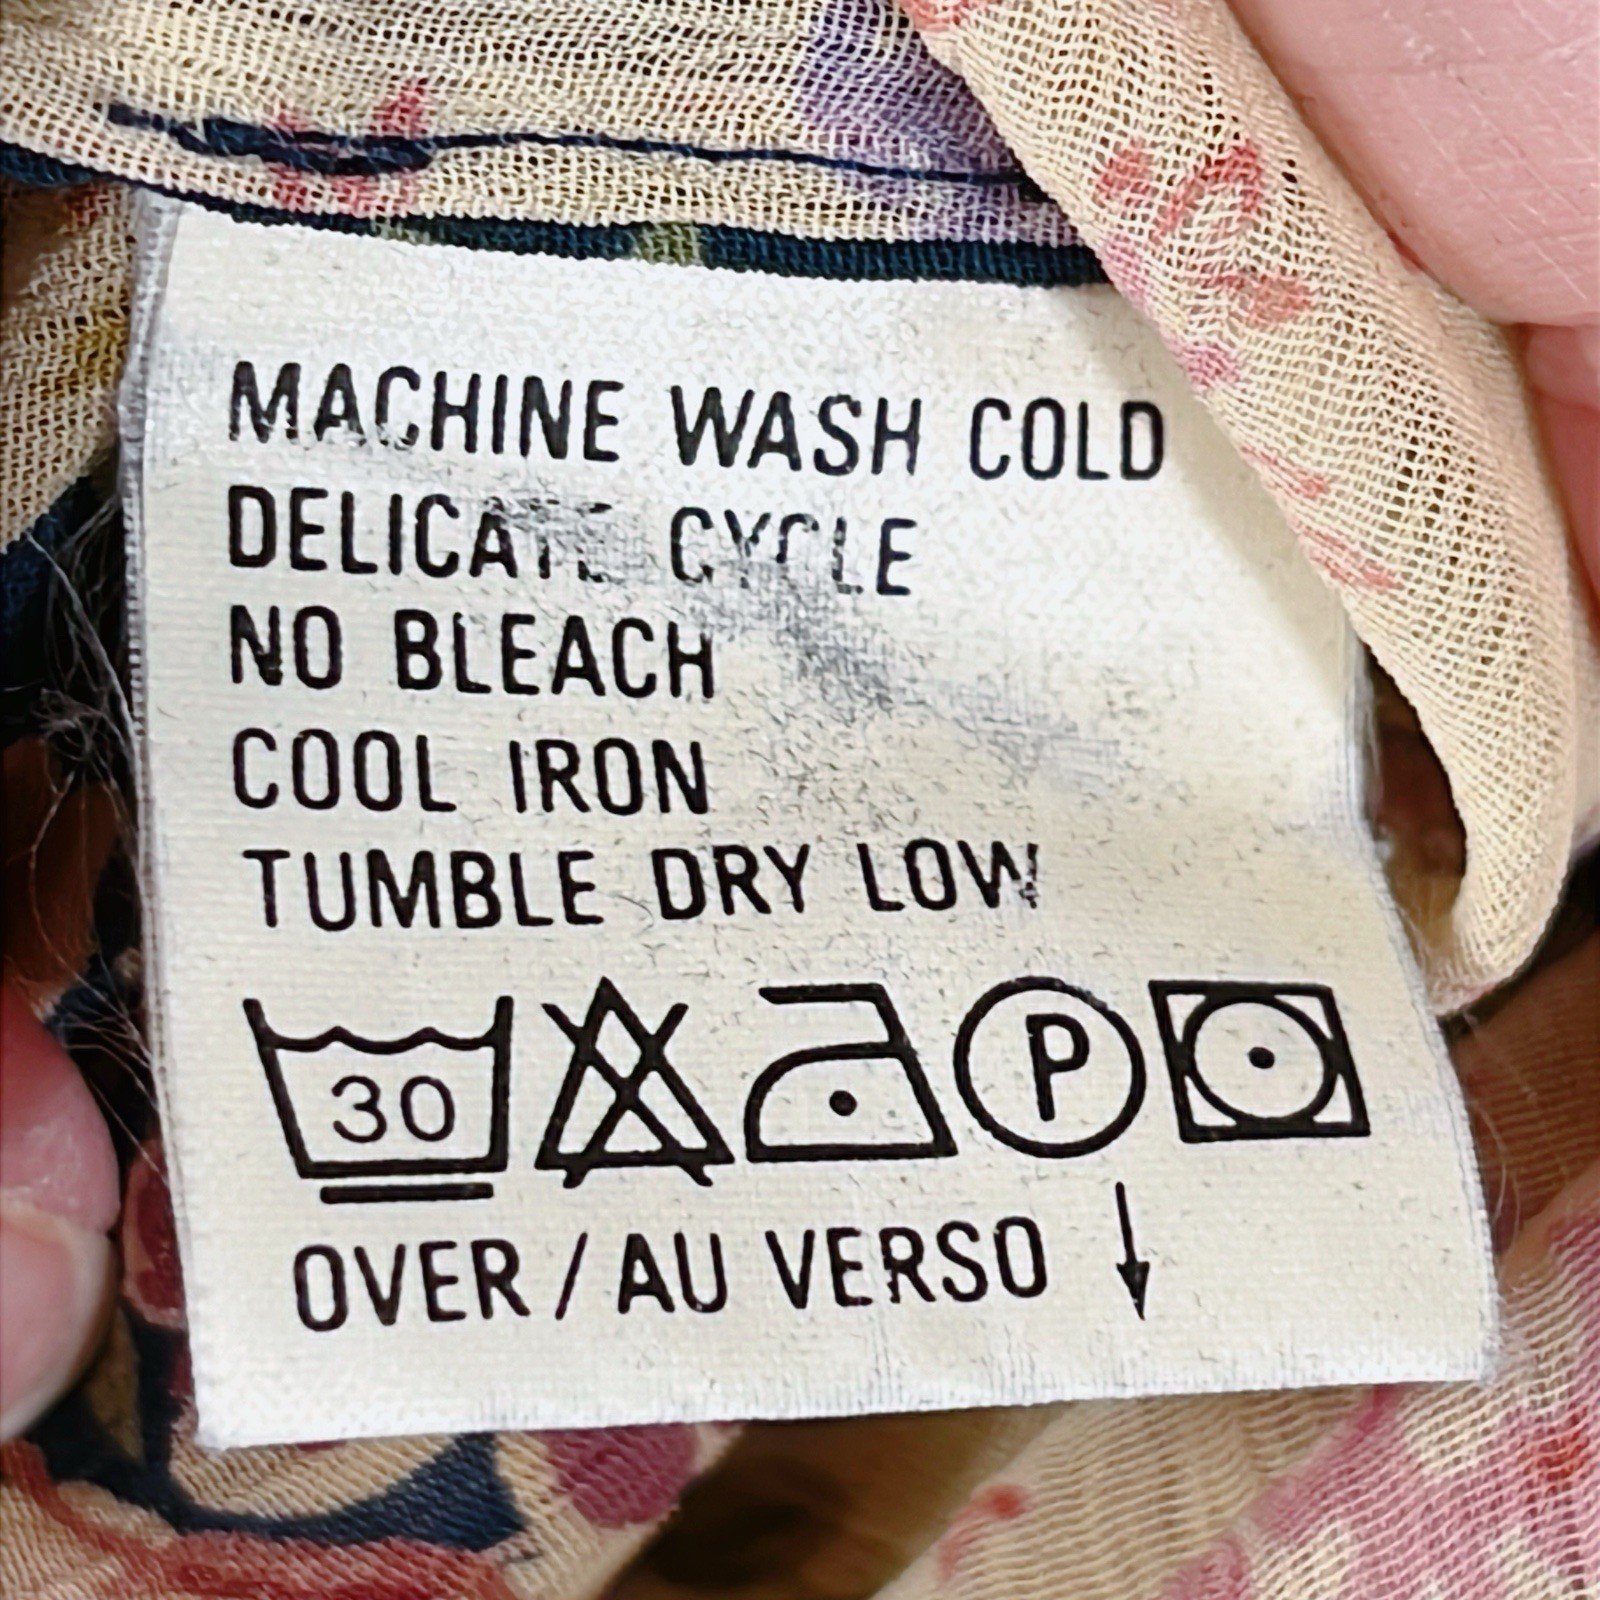 MACHINE WASH COLD
DELICATE CYCLE
NO BLEACH
COOL IRON
TUMBLE DRY LOW
30 P
OVER / AU VERSO